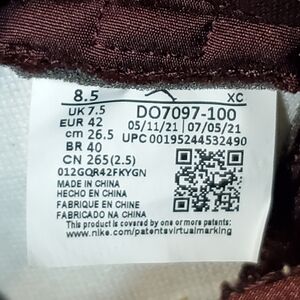 8.5 XC
UK 7.5 DO7097-100
EUR 42 05/11/21 07/05/21
cm 26.5 UPC 00195244532490
BR 40
CN 265(2.5)
012GQR42FKYGN
MADE IN CHINA
HECHO EN CHINA
FABRIQUE EN CHINE
FABRICADO NA CHINA
This product is covered by one or more patents:
www.nike.com/patentsvirtualmarking